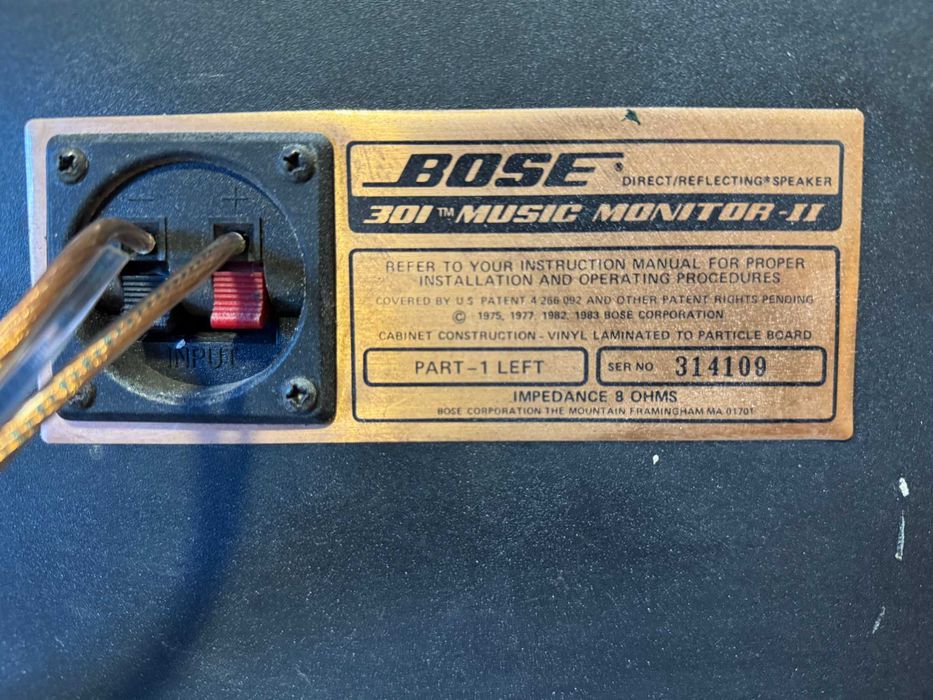 - +
INPUT
BOSE® DIRECT/REFLECTING® SPEAKER
301™ MUSIC MONITOR-II
REFER TO YOUR INSTRUCTION MANUAL FOR PROPER
INSTALLATION AND OPERATING PROCEDURES
COVERED BY U.S. PATENT 4 266 092 AND OTHER PATENT RIGHTS PENDING
© 1975, 1977, 1982, 1983 BOSE CORPORATION
CABINET CONSTRUCTION - VINYL LAMINATED TO PARTICLE BOARD
PART-1 LEFT
SER NO 314109
IMPEDANCE 8 OHMS
BOSE CORPORATION THE MOUNTAIN FRAMINGHAM MA 01701